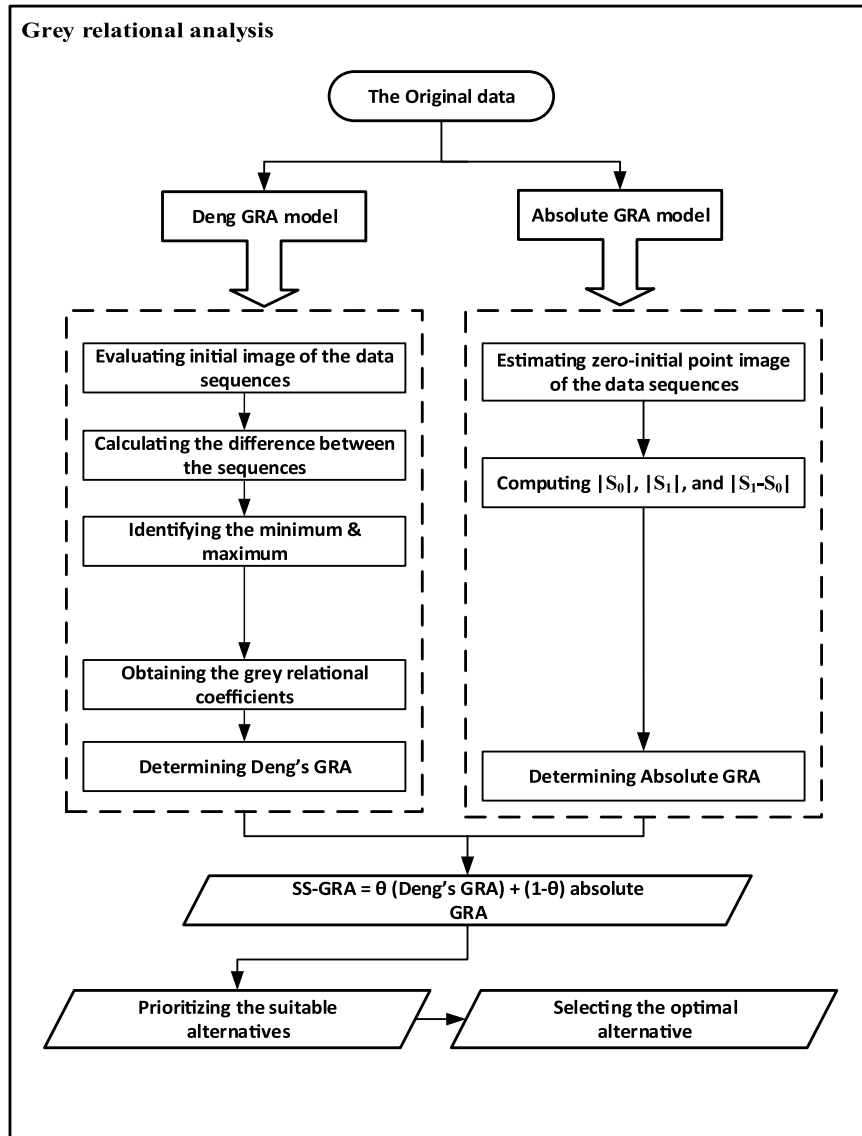 Grey relational analysis
The Original data
Deng GRA model
Absolute GRA model
Evaluating initial image of the data
sequences
Calculating the difference between
the sequences
Identifying the minimum &
maximum
Obtaining the grey relational
coefficients
Determining Deng’s GRA
Estimating zero-initial point image
of the data sequences
Computing |S₀|, |S₁|, and |S₁-S₀|
Determining Absolute GRA
SS-GRA = θ (Deng’s GRA) + (1-θ) absolute
GRA
Prioritizing the suitable
alternatives
Selecting the optimal
alternative